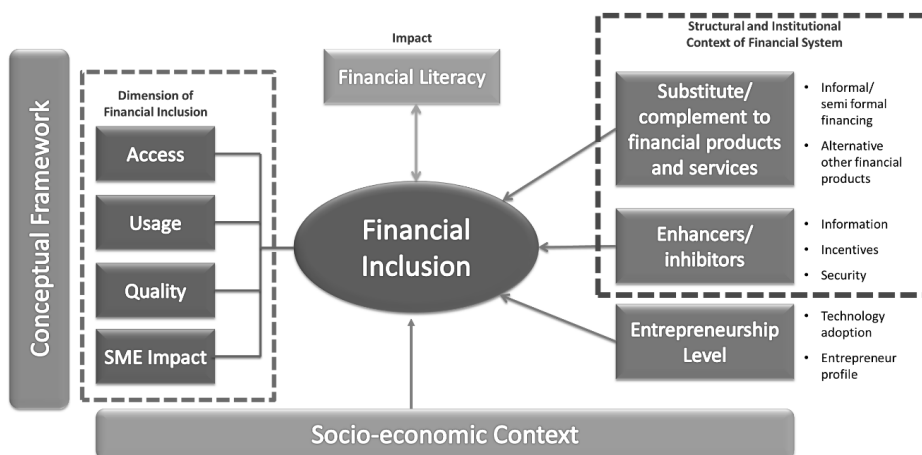 Conceptual Framework
Dimension of
Financial Inclusion
Access
Usage
Quality
SME Impact
Impact
Financial Literacy
Financial
Inclusion
Structural and Institutional
Context of Financial System
Substitute/
complement to
financial products
and services
• Informal/
semi formal
financing
• Alternative
other financial
products
Enhancers/
inhibitors
• Information
• Incentives
• Security
Entrepreneurship
Level
• Technology
adoption
• Entrepreneur
profile
Socio-economic Context